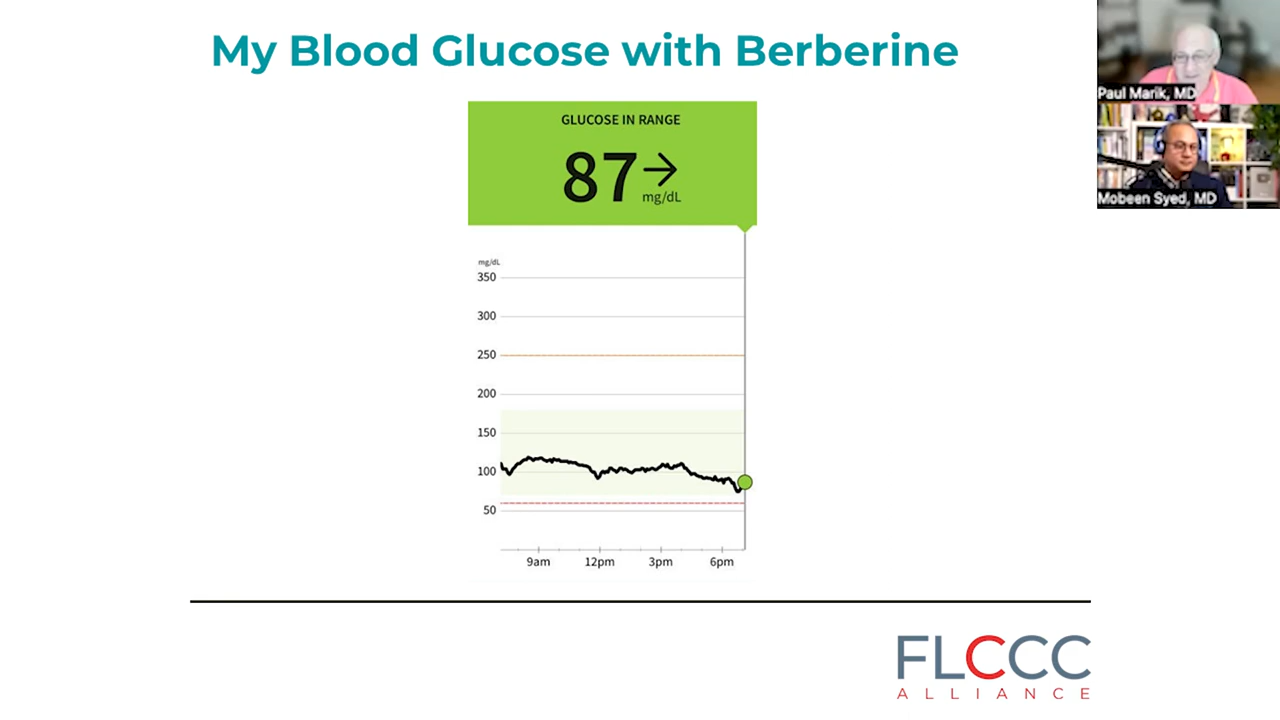 My Blood Glucose with Berberine
Paul Marik, MD
Mobeen Syed, MD
GLUCOSE IN RANGE
87
mg/dL
mg/dL
350
300
250
200
150
100
50
9am 12pm 3pm 6pm
FLCCC
ALLIANCE